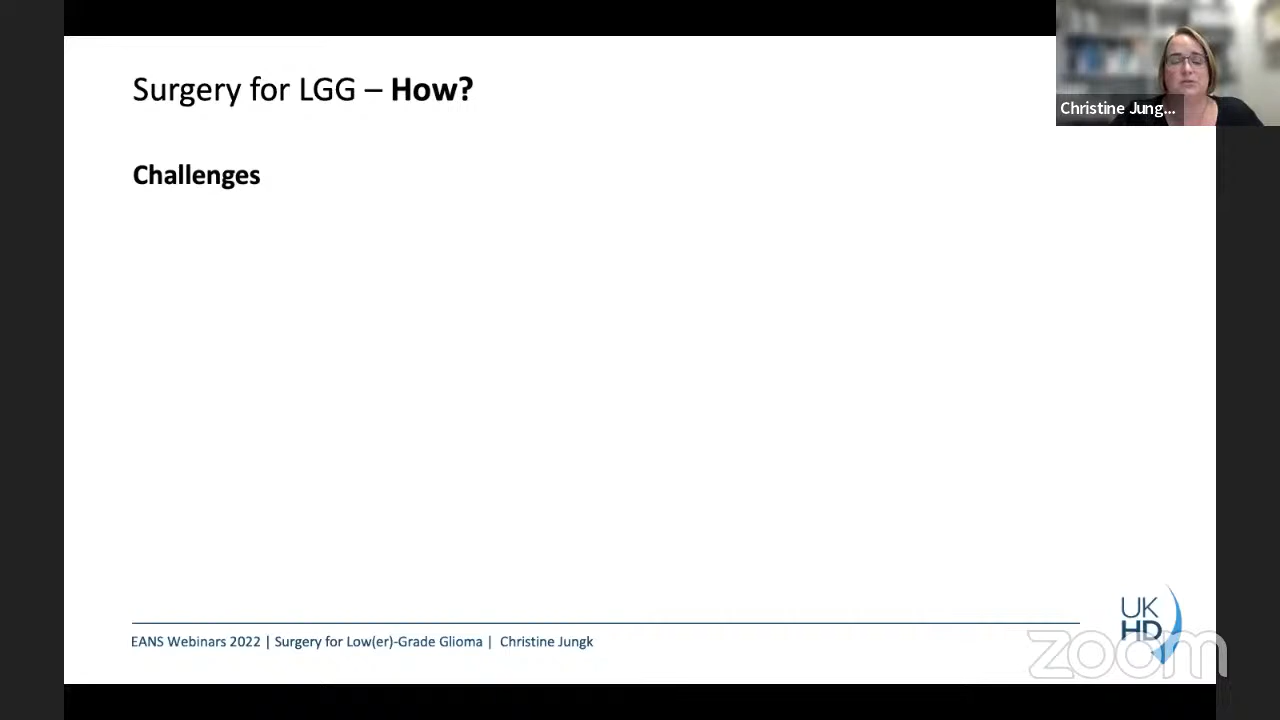 Surgery for LGG – How?
Christine Jung...
Challenges
EANS Webinars 2022 | Surgery for Low(er)-Grade Glioma | Christine Jungk
UK
HD
zoom